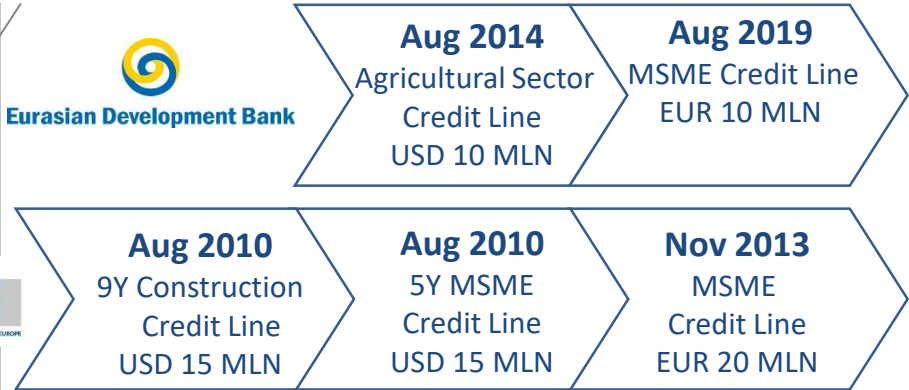 Eurasian Development Bank
Aug 2014
Agricultural Sector
Credit Line
USD 10 MLN
Aug 2019
MSME Credit Line
EUR 10 MLN
EUROPE
Aug 2010
9Y Construction
Credit Line
USD 15 MLN
Aug 2010
5Y MSME
Credit Line
USD 15 MLN
Nov 2013
MSME
Credit Line
EUR 20 MLN